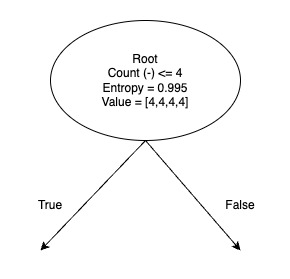 Root
Count (-) <= 4
Entropy = 0.995
Value = [4,4,4,4]
True
False